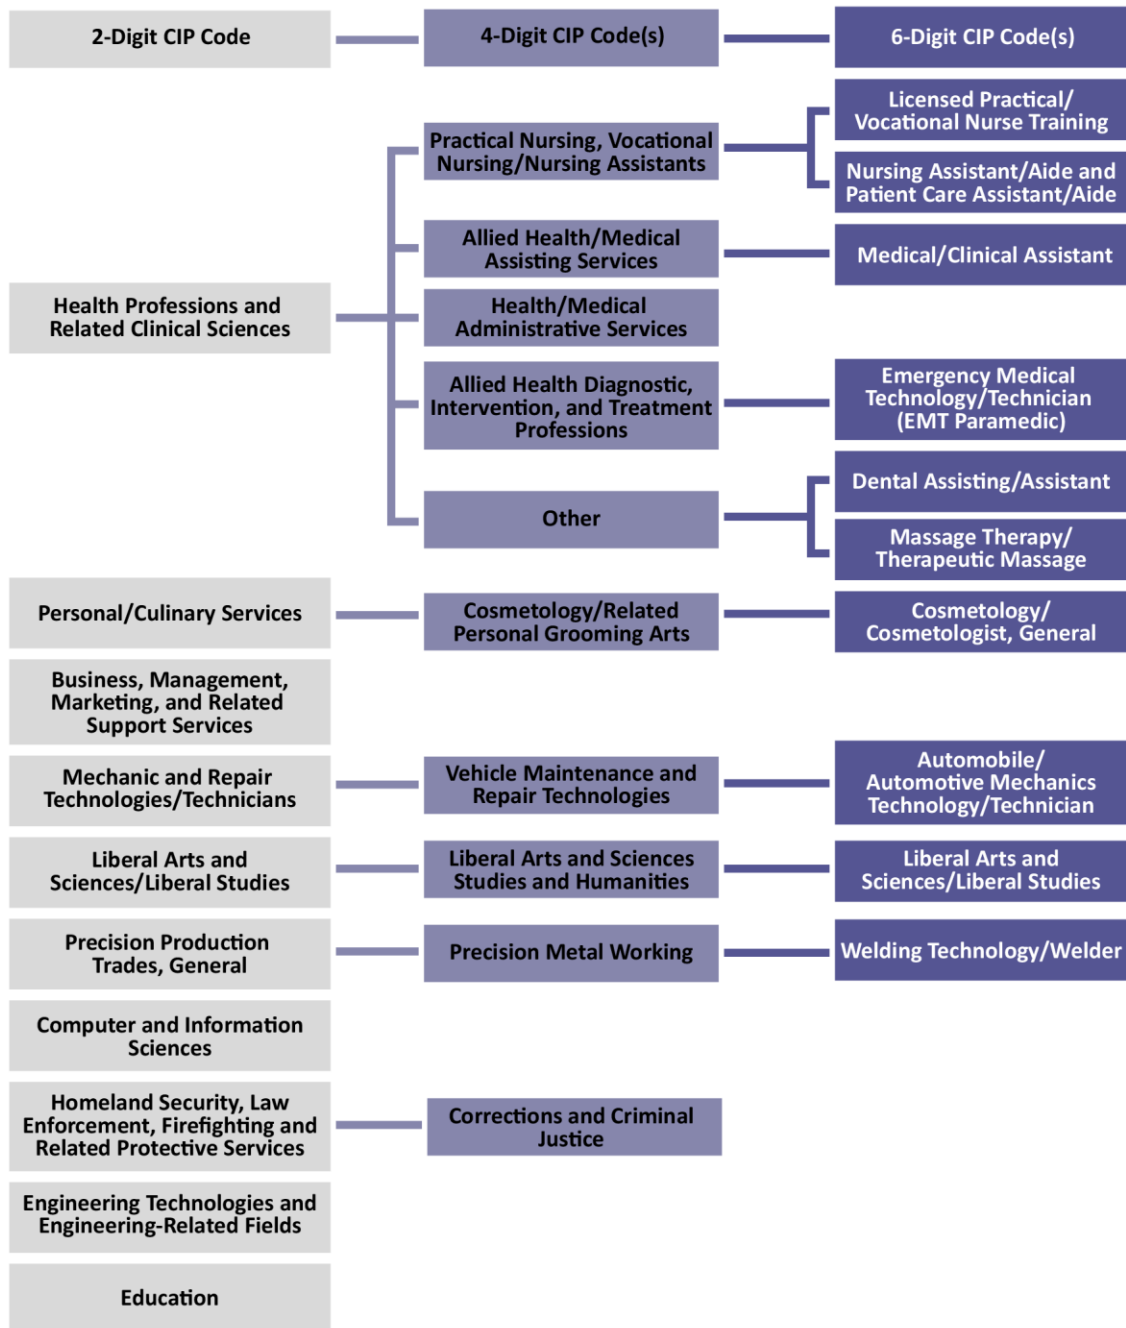 2-Digit CIP Code
4-Digit CIP Code(s)
6-Digit CIP Code(s)
Health Professions and
Related Clinical Sciences
Practical Nursing, Vocational
Nursing/Nursing Assistants
Licensed Practical/
Vocational Nurse Training
Nursing Assistant/Aide and
Patient Care Assistant/Aide
Allied Health/Medical
Assisting Services
Medical/Clinical Assistant
Health/Medical
Administrative Services
Allied Health Diagnostic,
Intervention, and Treatment
Professions
Emergency Medical
Technology/Technician
(EMT Paramedic)
Other
Dental Assisting/Assistant
Massage Therapy/
Therapeutic Massage
Personal/Culinary Services
Cosmetology/Related
Personal Grooming Arts
Cosmetology/
Cosmetologist, General
Business, Management,
Marketing, and Related
Support Services
Mechanic and Repair
Technologies/Technicians
Vehicle Maintenance and
Repair Technologies
Automobile/
Automotive Mechanics
Technology/Technician
Liberal Arts and
Sciences/Liberal Studies
Liberal Arts and Sciences
Studies and Humanities
Liberal Arts and
Sciences/Liberal Studies
Precision Production
Trades, General
Precision Metal Working
Welding Technology/Welder
Computer and Information
Sciences
Homeland Security, Law
Enforcement, Firefighting and
Related Protective Services
Corrections and Criminal
Justice
Engineering Technologies and
Engineering-Related Fields
Education